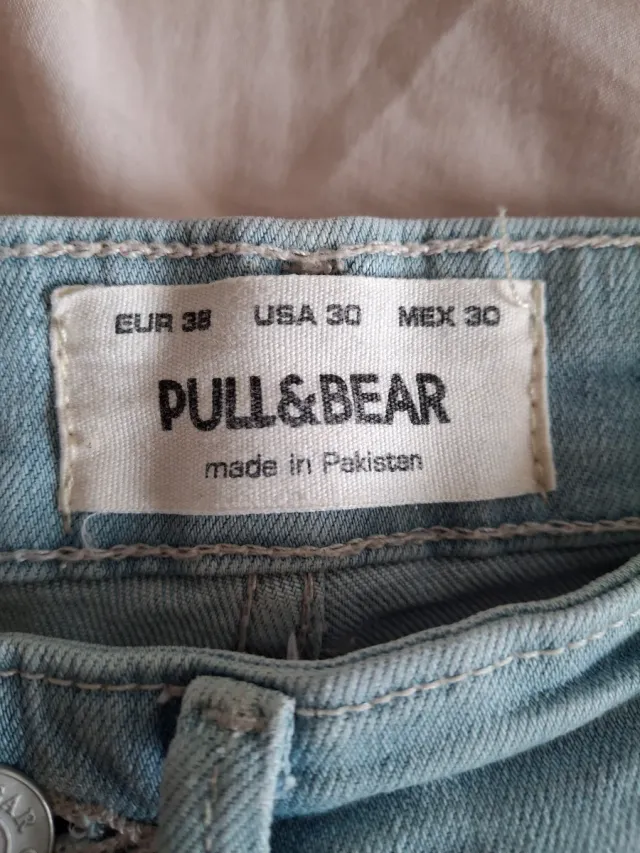 EUR 38 USA 30 MEX 30
PULL&BEAR
made in Pakistan